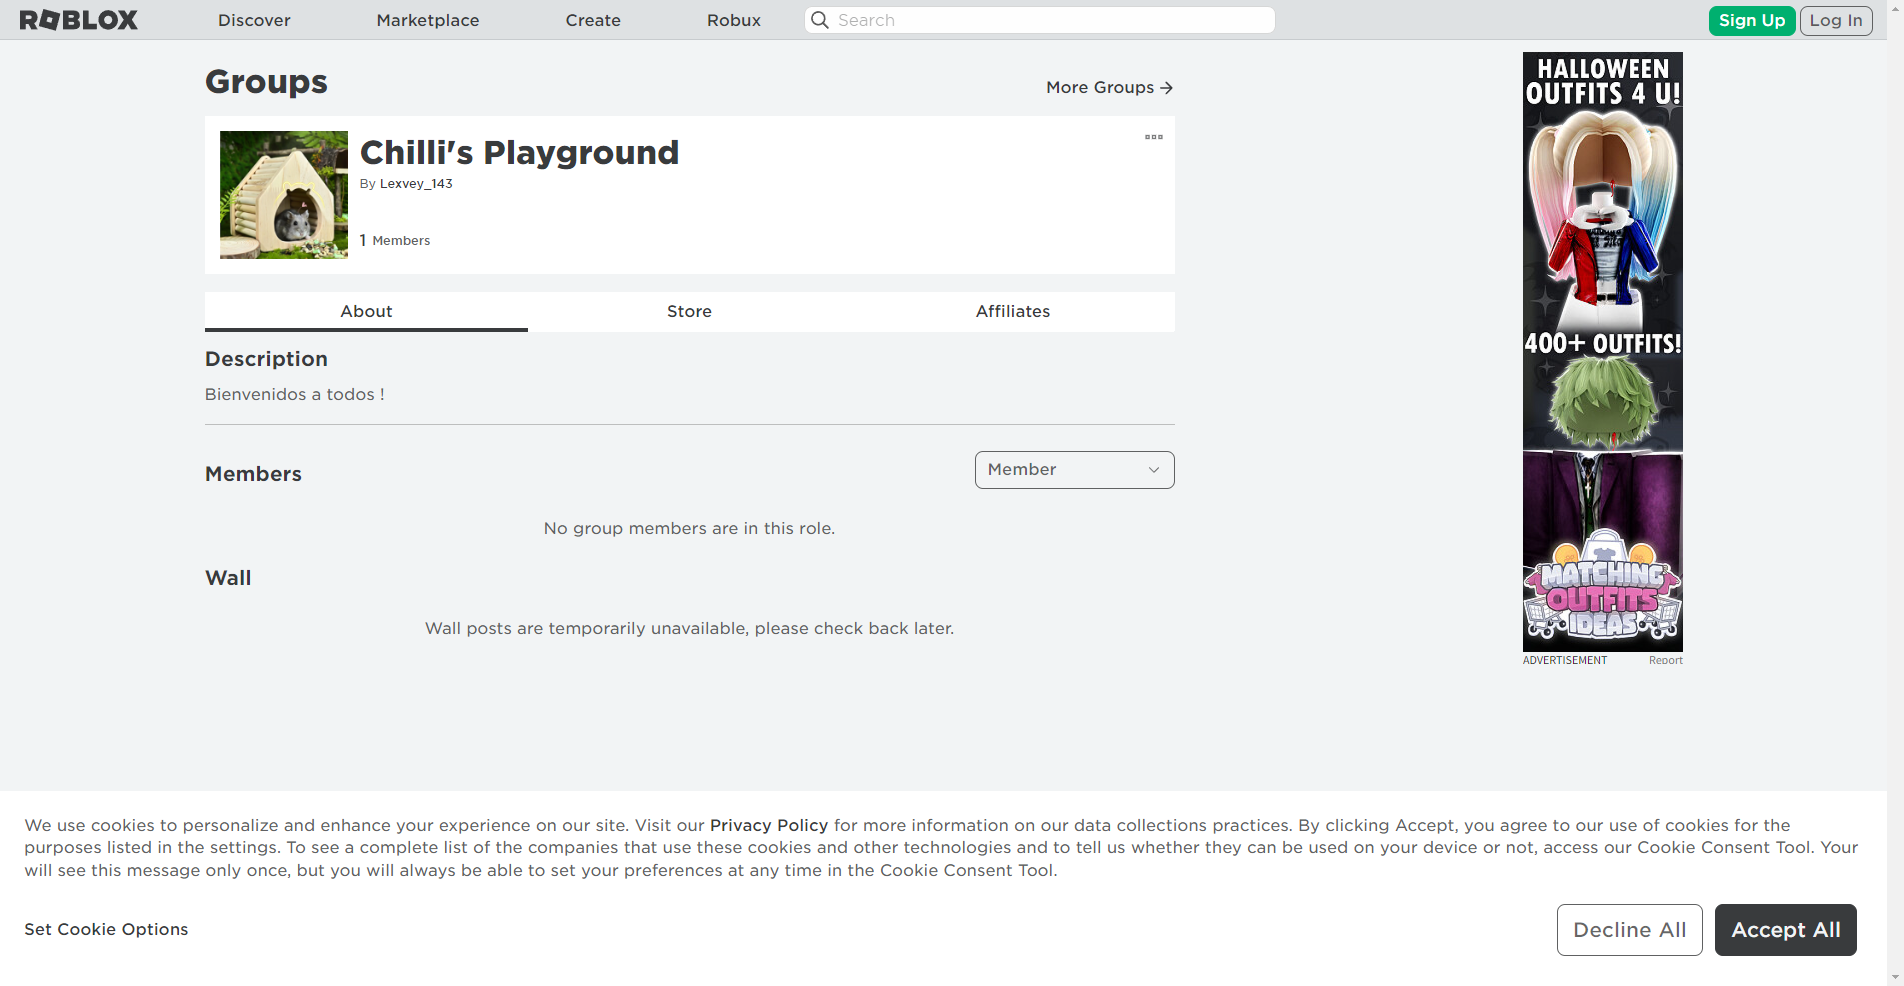 ROBLOX
Discover
Marketplace
Create
Robux
Search
Sign Up
Log In
Groups
More Groups
Chilli's Playground
By Lexvey_143
1 Members
About
Store
Affiliates
Description
Bienvenidos a todos !
Members
Member
No group members are in this role.
Wall
Wall posts are temporarily unavailable, please check back later.
HALLOWEEN
OUTFITS 4 U!
400+ OUTFITS!
MATCHING
OUTFITS
IDEAS
ADVERTISEMENT
Report
We use cookies to personalize and enhance your experience on our site. Visit our Privacy Policy for more information on our data collections practices. By clicking Accept, you agree to our use of cookies for the
purposes listed in the settings. To see a complete list of the companies that use these cookies and other technologies and to tell us whether they can be used on your device or not, access our Cookie Consent Tool. Your
will see this message only once, but you will always be able to set your preferences at any time in the Cookie Consent Tool.
Set Cookie Options
Decline All
Accept All